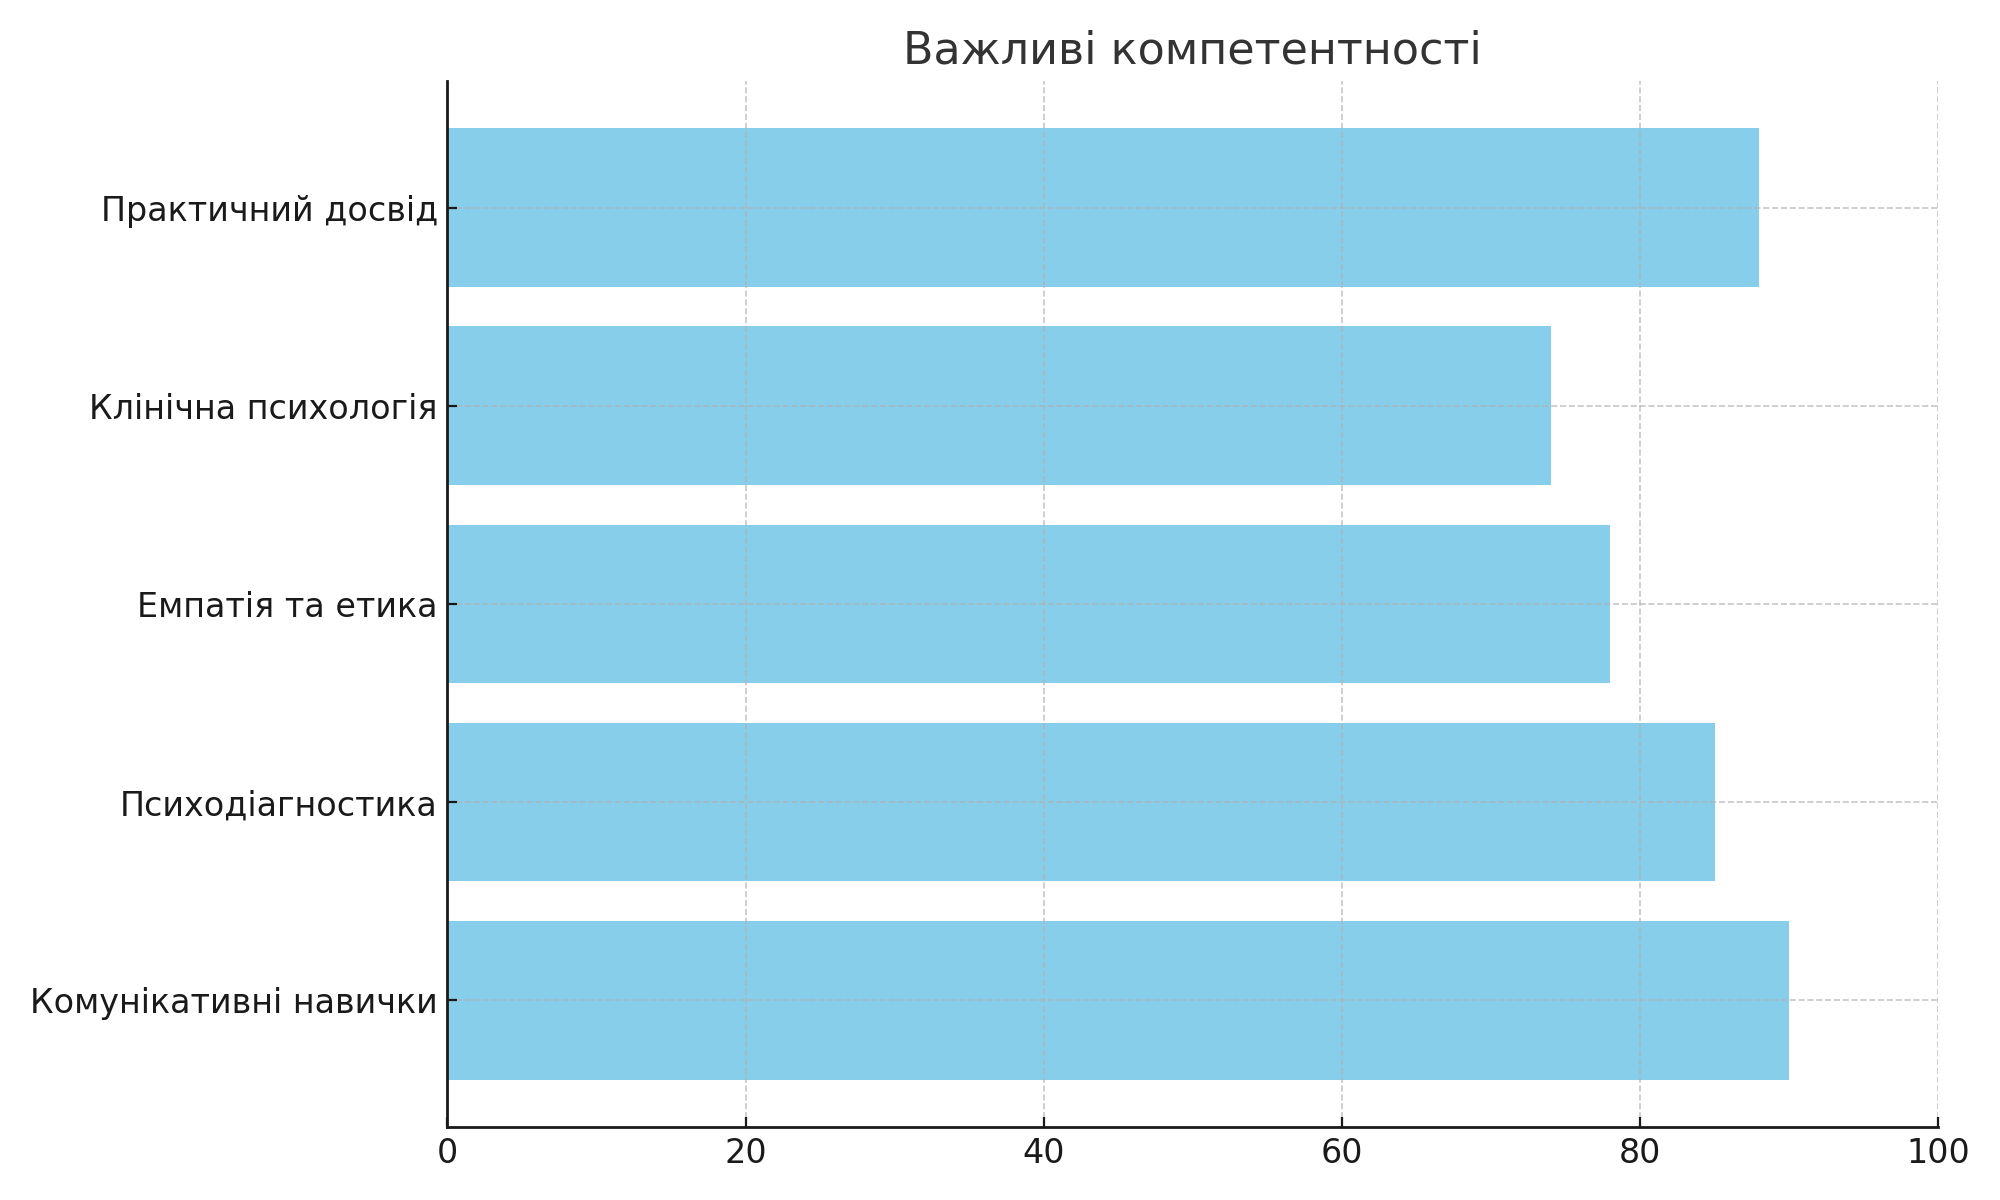 Важливі компетентності
Практичний досвід
Клінічна психологія
Емпатія та етика
Психодіагностика
Комунікативні навички
0 20 40 60 80 100